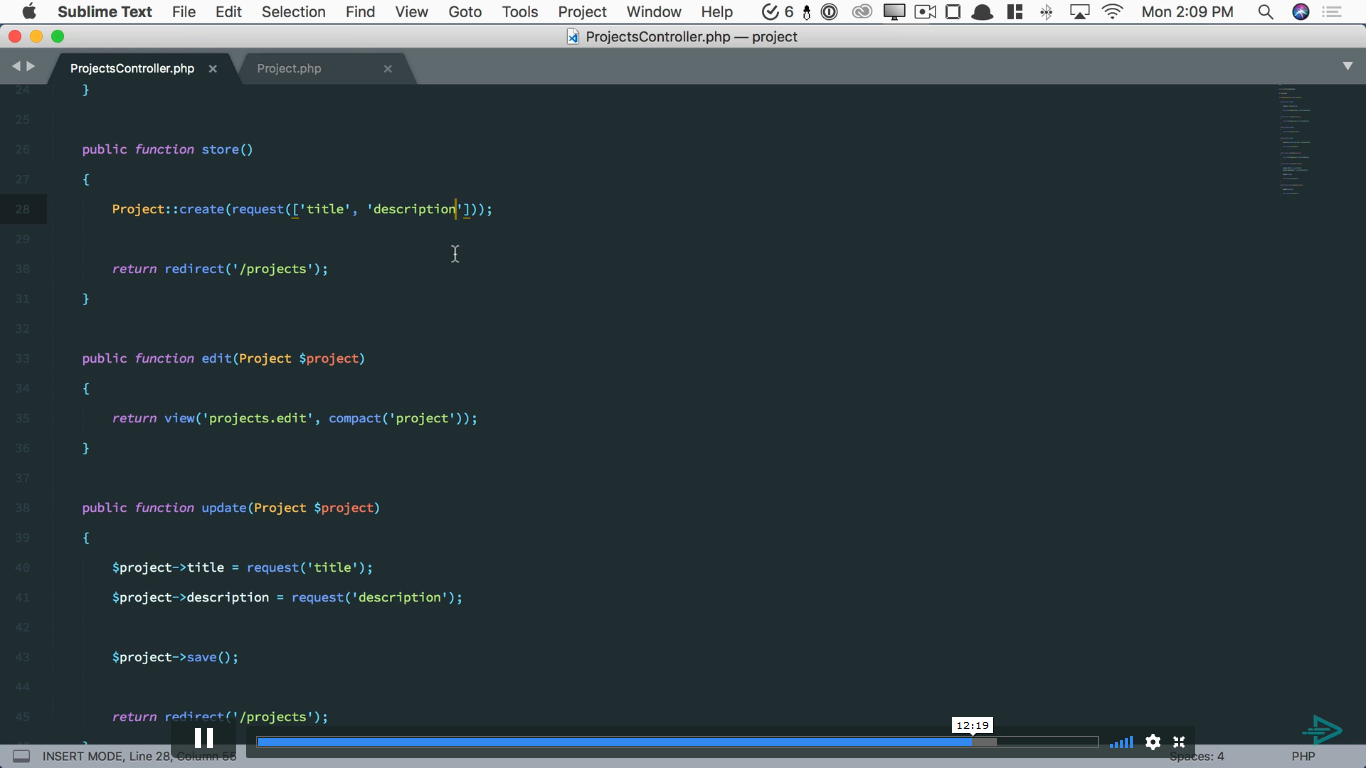 Sublime Text File Edit Selection Find View Goto Tools Project Window Help 6 Mon 2:09 PM
ProjectsController.php — project
ProjectsController.php × Project.php ×
24 }
25
26 public function store()
27 {
28 Project::create(request(['title', 'description']));
29
30 return redirect('/projects');
31 }
32
33 public function edit(Project $project)
34 {
35 return view('projects.edit', compact('project'));
36 }
37
38 public function update(Project $project)
39 {
40 $project->title = request('title');
41 $project->description = request('description');
42
43 $project->save();
44
45 return redirect('/projects');
}
12:19
INSERT MODE, Line 28, Column 55 Spaces: 4 PHP